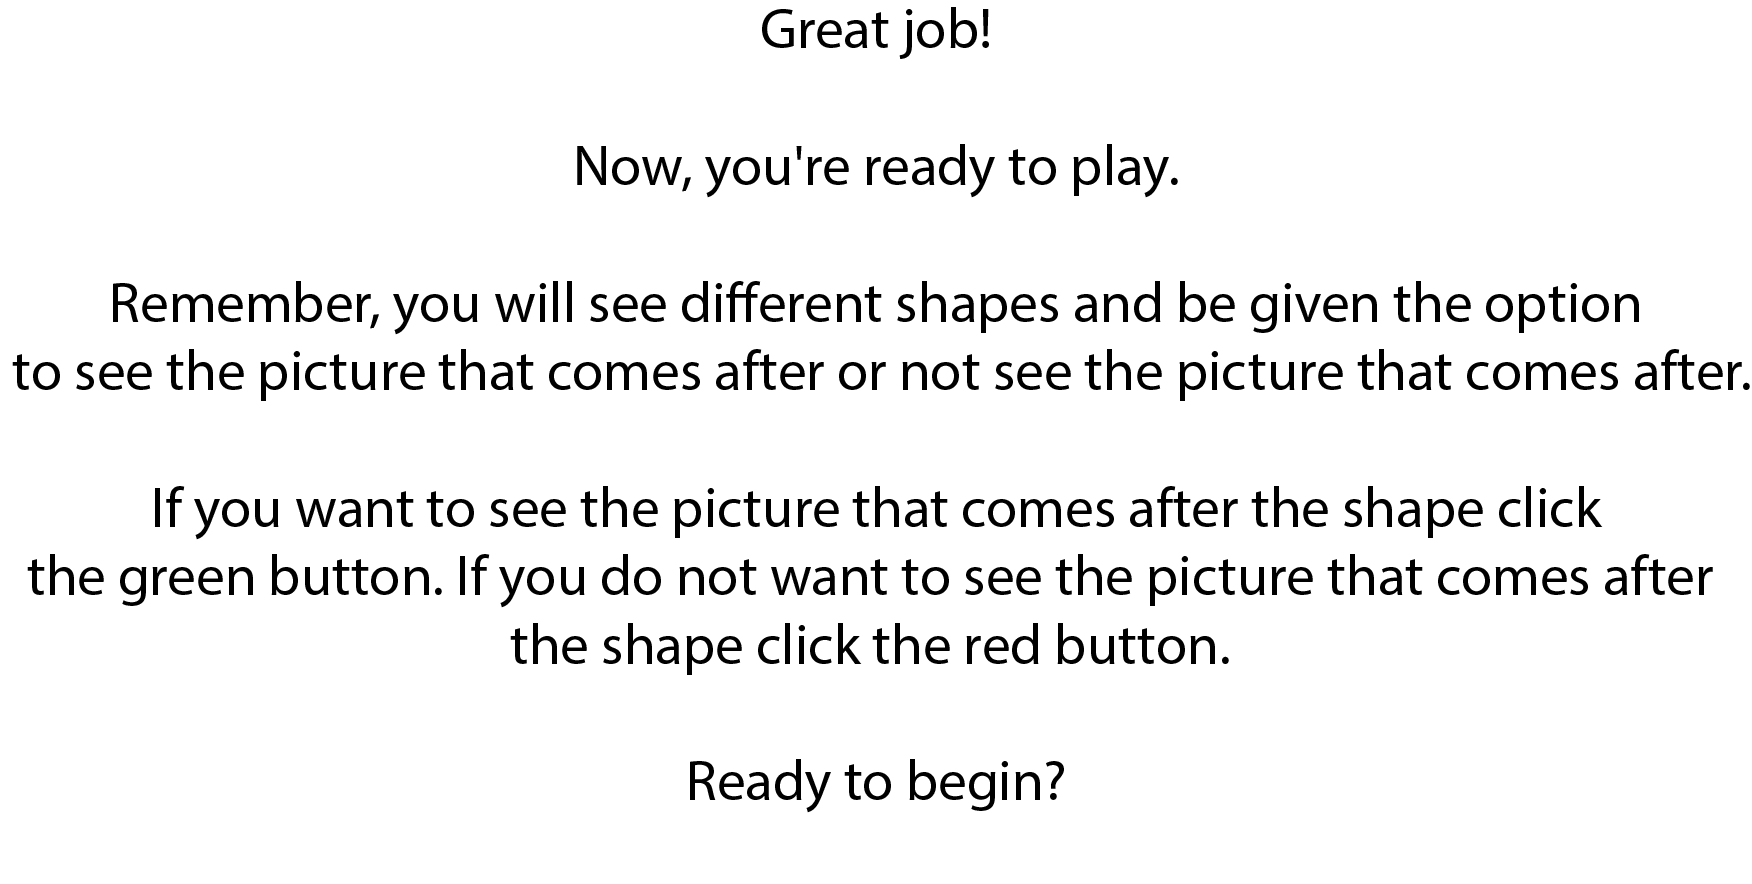 Great job!
Now, you're ready to play.
Remember, you will see different shapes and be given the option
to see the picture that comes after or not see the picture that comes after.
If you want to see the picture that comes after the shape click
the green button. If you do not want to see the picture that comes after
the shape click the red button.
Ready to begin?